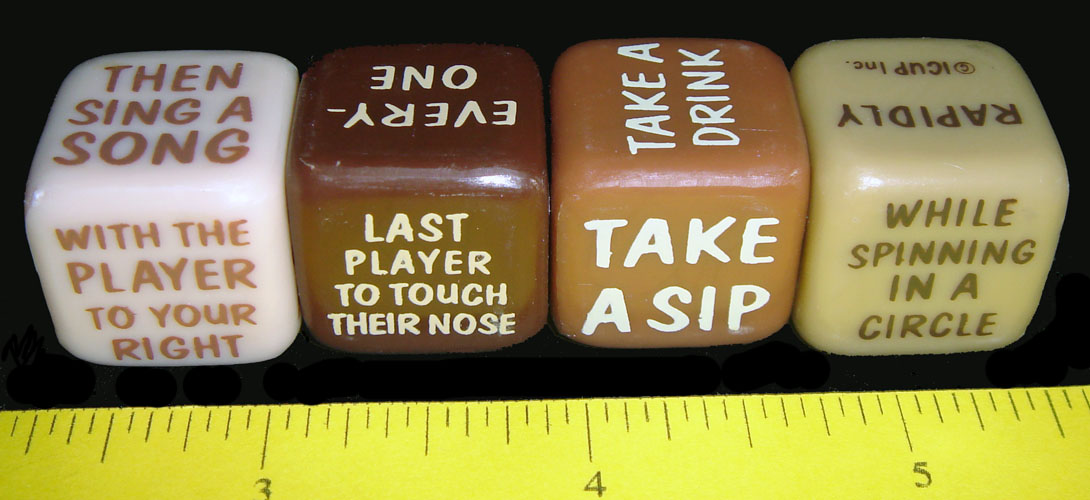 THEN
SING A
SONG
WITH THE
PLAYER
TO YOUR
RIGHT
EVERY-
ONE
LAST
PLAYER
TO TOUCH
THEIR NOSE
TAKE A
DRINK
TAKE
A SIP
RAPIDLY
©ICUP Inc.
WHILE
SPINNING
IN A
CIRCLE
3
4
5